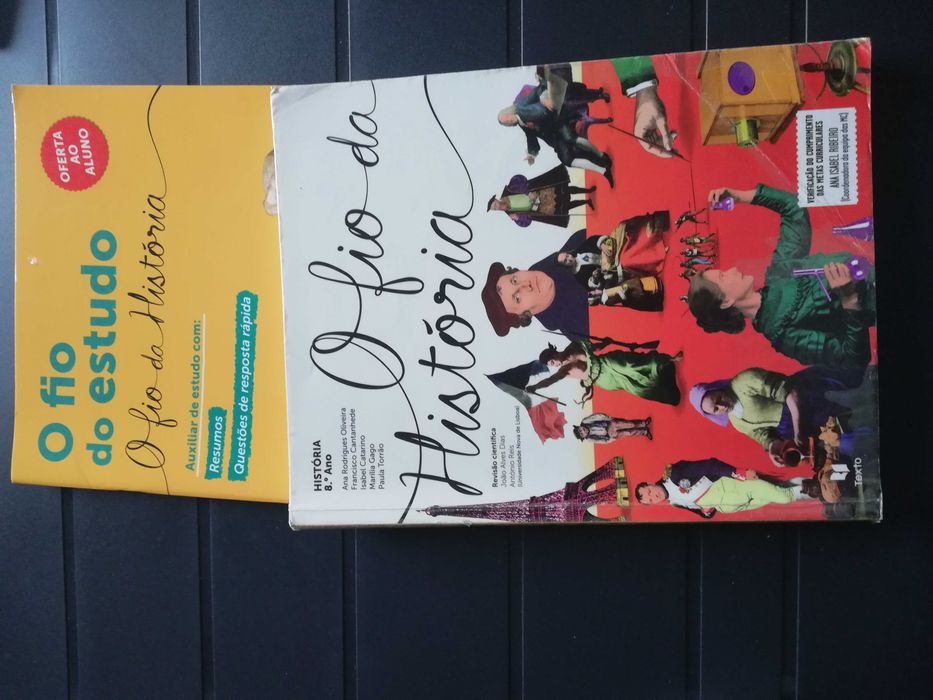 O fio
do estudo
O fio da História
OFERTA
AO
ALUNO
Auxiliar de estudo com:
Resumos
Questões de resposta rápida
HISTÓRIA
8.º Ano
Ana Rodrigues Oliveira
Francisco Cantanhede
Isabel Catarino
Marília Gago
Paula Torrão
O fio da
História
Revisão científica
João Alves Dias
António Reis
(Universidade Nova de Lisboa)
VERIFICAÇÃO DO CUMPRIMENTO
DAS METAS CURRICULARES
ANA ISABEL RIBEIRO
(Coordenadora da equipa das MC)
Texto